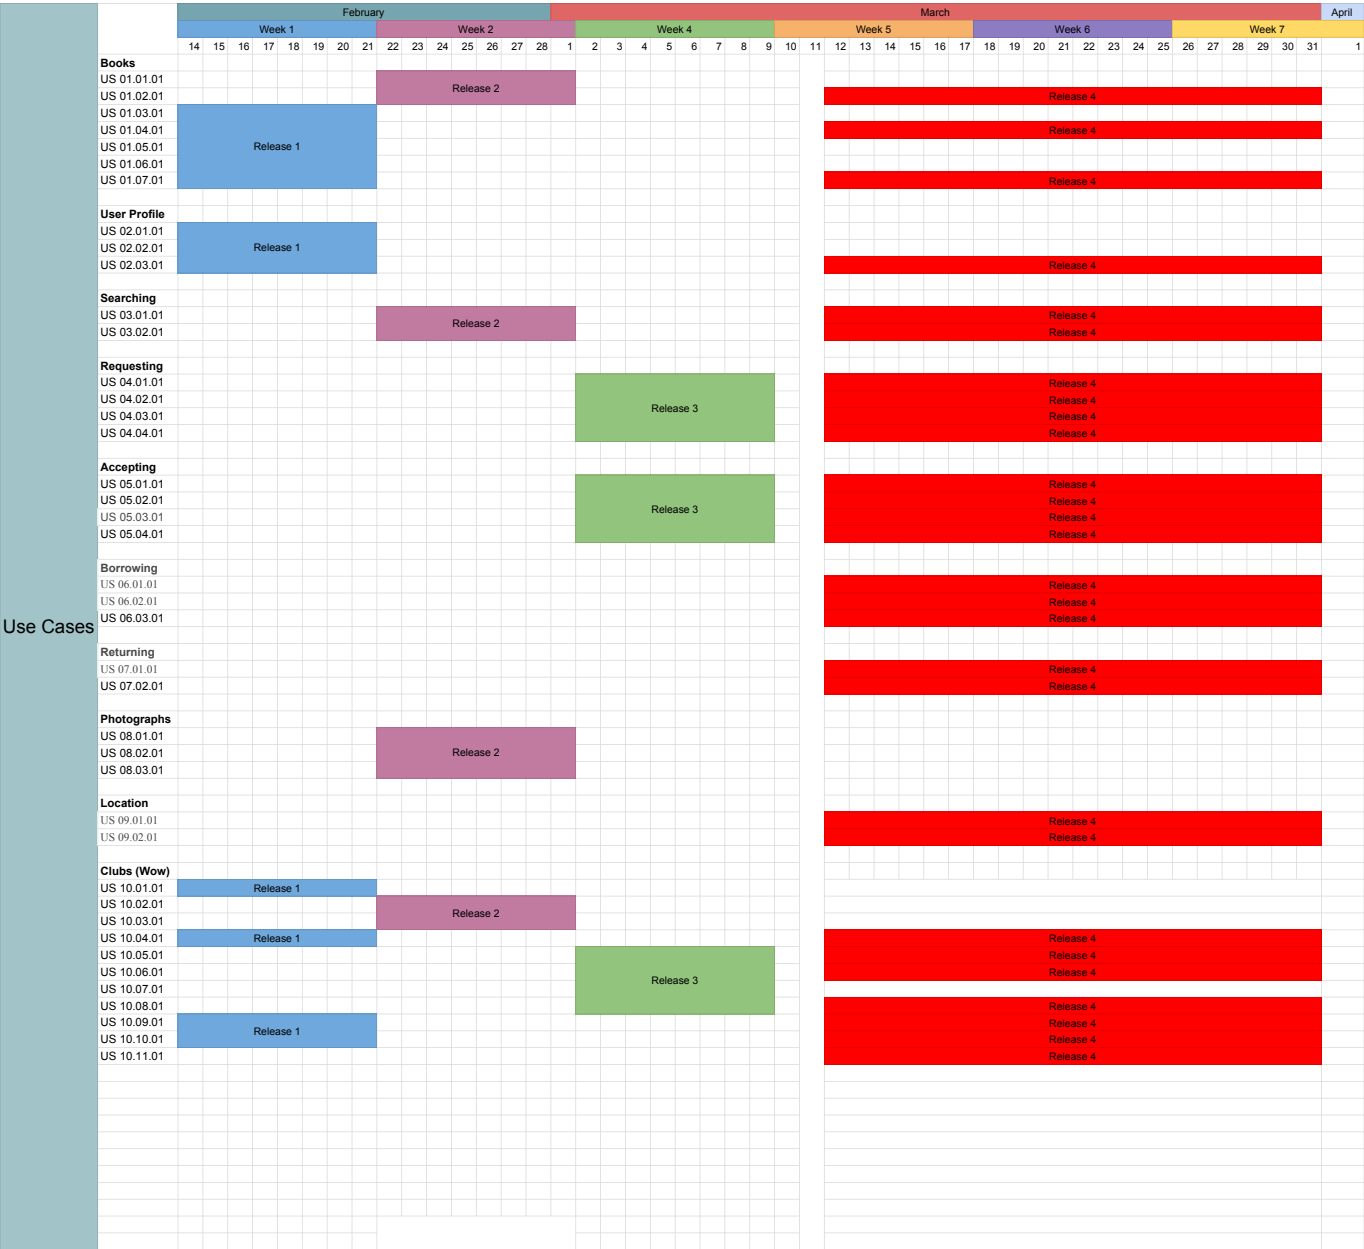 February March April
Week 1 Week 2 Week 4 Week 5 Week 6 Week 7
14 15 16 17 18 19 20 21 22 23 24 25 26 27 28 1 2 3 4 5 6 7 8 9 10 11 12 13 14 15 16 17 18 19 20 21 22 23 24 25 26 27 28 29 30 31 1
Books
US 01.01.01
Release 2
US 01.02.01 Release 4
US 01.03.01
US 01.04.01 Release 4
US 01.05.01 Release 1
US 01.06.01
US 01.07.01 Release 4
User Profile
US 02.01.01
US 02.02.01 Release 1
US 02.03.01 Release 4
Searching
US 03.01.01 Release 4
Release 2
US 03.02.01 Release 4
Requesting
US 04.01.01 Release 4
US 04.02.01 Release 4
Release 3
US 04.03.01 Release 4
US 04.04.01 Release 4
Accepting
US 05.01.01 Release 4
US 05.02.01 Release 4
Release 3
US 05.03.01 Release 4
US 05.04.01 Release 4
Borrowing
US 06.01.01 Release 4
US 06.02.01 Release 4
US 06.03.01 Release 4
Use Cases
Returning
US 07.01.01 Release 4
US 07.02.01 Release 4
Photographs
US 08.01.01
US 08.02.01 Release 2
US 08.03.01
Location
US 09.01.01 Release 4
US 09.02.01 Release 4
Clubs (Wow)
US 10.01.01 Release 1
US 10.02.01
Release 2
US 10.03.01
US 10.04.01 Release 1 Release 4
US 10.05.01 Release 4
US 10.06.01 Release 4
Release 3
US 10.07.01
US 10.08.01 Release 4
US 10.09.01 Release 4
Release 1
US 10.10.01 Release 4
US 10.11.01 Release 4